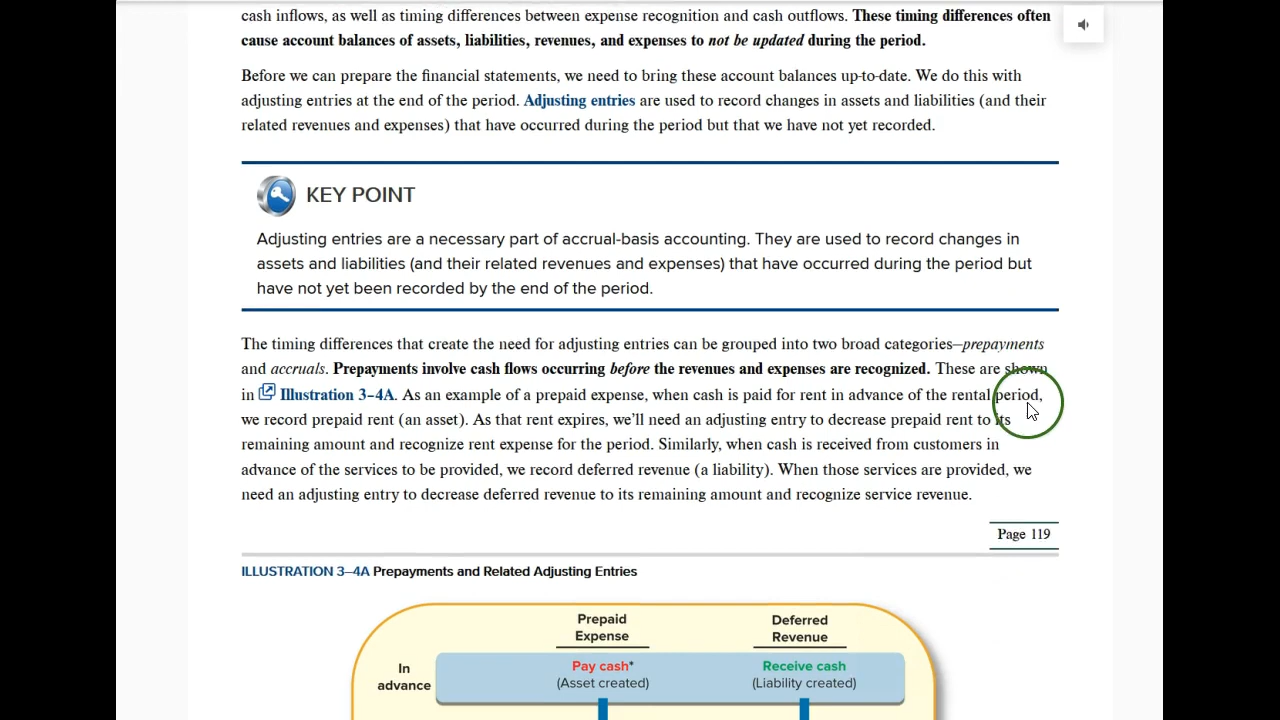 cash inflows, as well as timing differences between expense recognition and cash outflows. These timing differences often
cause account balances of assets, liabilities, revenues, and expenses to not be updated during the period.
Before we can prepare the financial statements, we need to bring these account balances up-to-date. We do this with
adjusting entries at the end of the period. Adjusting entries are used to record changes in assets and liabilities (and their
related revenues and expenses) that have occurred during the period but that we have not yet recorded.
KEY POINT
Adjusting entries are a necessary part of accrual-basis accounting. They are used to record changes in
assets and liabilities (and their related revenues and expenses) that have occurred during the period but
have not yet been recorded by the end of the period.
The timing differences that create the need for adjusting entries can be grouped into two broad categories—prepayments
and accruals. Prepayments involve cash flows occurring before the revenues and expenses are recognized. These are shown
in Illustration 3–4A. As an example of a prepaid expense, when cash is paid for rent in advance of the rental period,
we record prepaid rent (an asset). As that rent expires, we’ll need an adjusting entry to decrease prepaid rent to its
remaining amount and recognize rent expense for the period. Similarly, when cash is received from customers in
advance of the services to be provided, we record deferred revenue (a liability). When those services are provided, we
need an adjusting entry to decrease deferred revenue to its remaining amount and recognize service revenue.
Page 119
ILLUSTRATION 3–4A Prepayments and Related Adjusting Entries
Prepaid Deferred
Expense Revenue
In Pay cash* Receive cash
advance (Asset created) (Liability created)